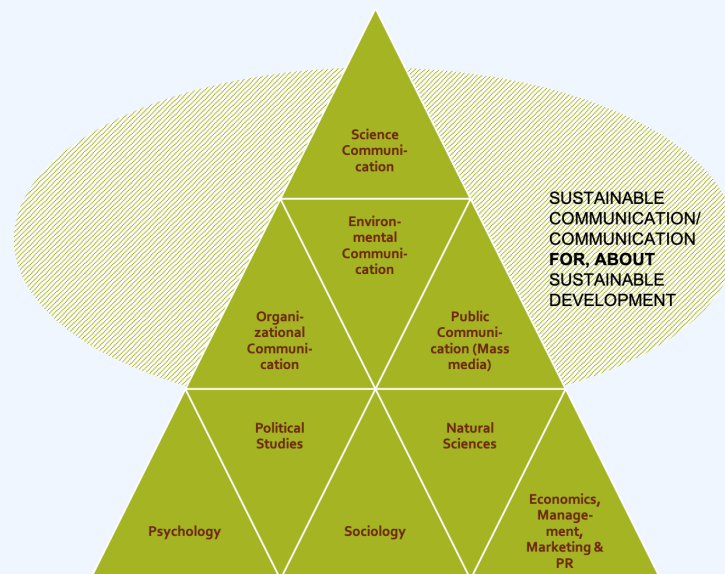 Science
Communi-
cation
Environ-
mental
Communi-
cation
SUSTAINABLE
COMMUNICATION/
COMMUNICATION
FOR, ABOUT
SUSTAINABLE
DEVELOPMENT
Organi-
zational
Communi-
cation
Public
Communi-
cation (Mass
media)
Political
Studies
Natural
Sciences
Psychology
Sociology
Economics,
Manage-
ment,
Marketing &
PR